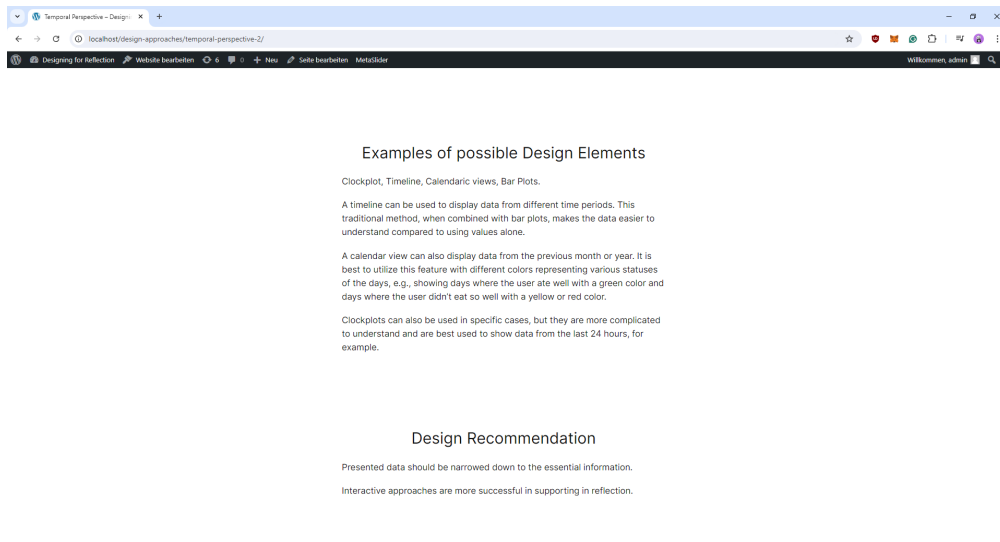 Temporal Perspective – Design
localhost/design-approaches/temporal-perspective-2/
Designing for Reflection Website bearbeiten 6 0 Neu Seite bearbeiten MetaSlider Willkommen, admin
Examples of possible Design Elements
Clockplot, Timeline, Calendaric views, Bar Plots.
A timeline can be used to display data from different time periods. This
traditional method, when combined with bar plots, makes the data easier to
understand compared to using values alone.
A calendar view can also display data from the previous month or year. It is
best to utilize this feature with different colors representing various statuses
of the days, e.g., showing days where the user ate well with a green color and
days where the user didn't eat so well with a yellow or red color.
Clockplots can also be used in specific cases, but they are more complicated
to understand and are best used to show data from the last 24 hours, for
example.
Design Recommendation
Presented data should be narrowed down to the essential information.
Interactive approaches are more successful in supporting in reflection.